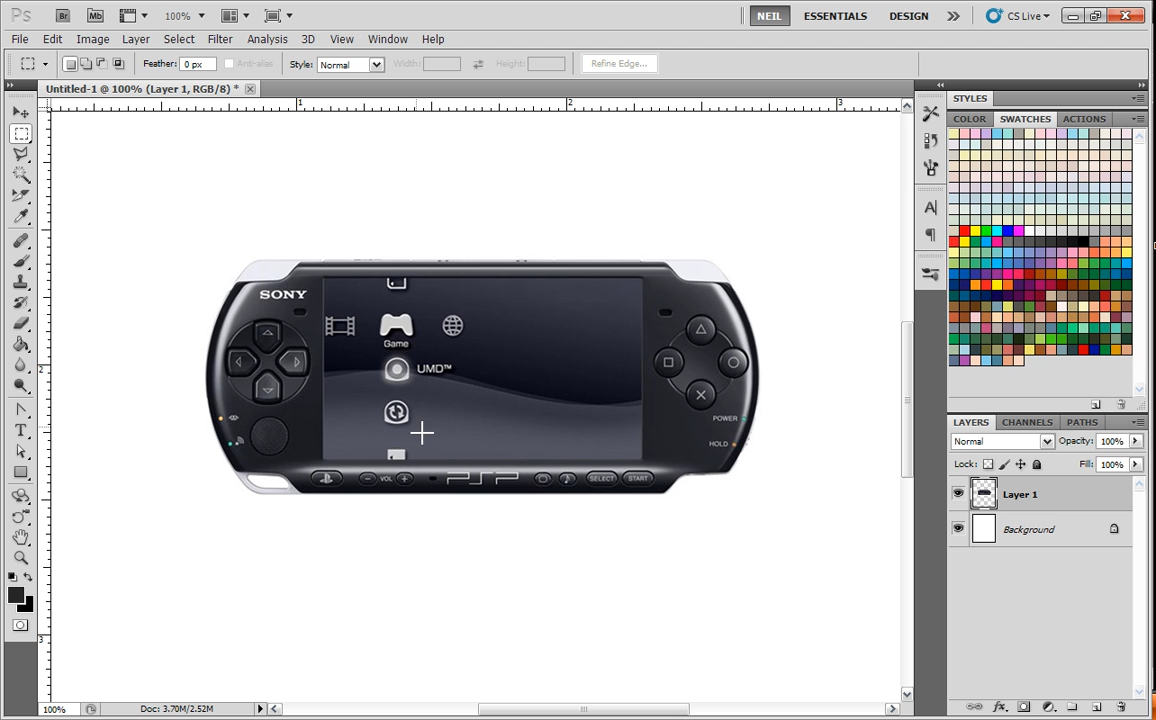 Ps Br Mb 100% NEIL ESSENTIALS DESIGN CS Live
File Edit Image Layer Select Filter Analysis 3D View Window Help
Feather: 0 px Anti-alias Style: Normal Width: Height: Refine Edge...
Untitled-1 @ 100% (Layer 1, RGB/8) *
STYLES
1 2 3
COLOR SWATCHES ACTIONS
SONY
Game
UMD™
2
POWER
HOLD
VOL PSP SELECT START
LAYERS CHANNELS PATHS
Normal Opacity: 100%
Lock: Fill: 100%
Layer 1
Background
3
100% Doc: 3.70M/2.52M